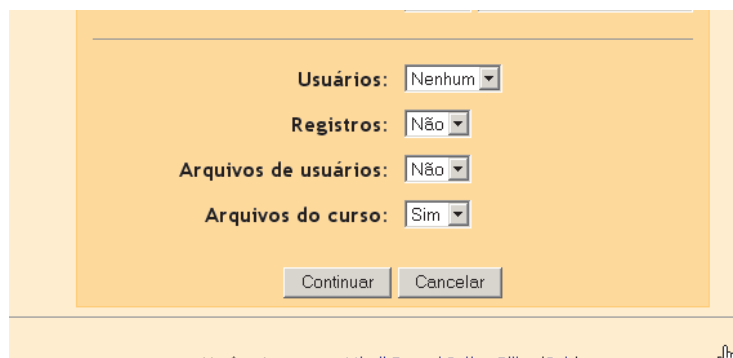 Usuários: Nenhum
Registros: Não
Arquivos de usuários: Não
Arquivos do curso: Sim
Continuar Cancelar